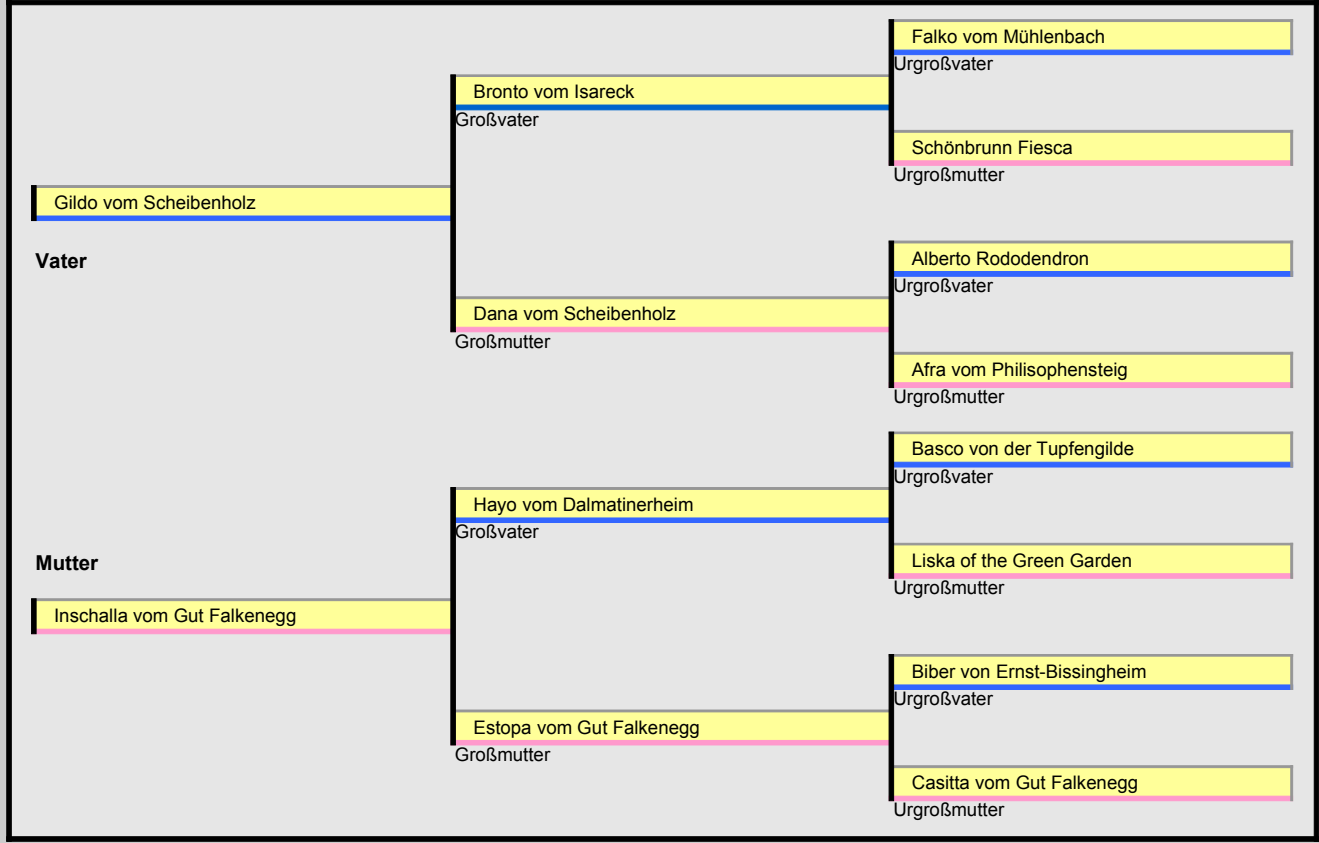 Falko vom Mühlenbach
Urgroßvater
Bronto vom Isareck
Großvater
Schönbrunn Fiesca
Urgroßmutter
Gildo vom Scheibenholz
Vater
Alberto Rododendron
Urgroßvater
Dana vom Scheibenholz
Großmutter
Afra vom Philisophensteig
Urgroßmutter
Basco von der Tupfengilde
Urgroßvater
Hayo vom Dalmatinerheim
Großvater
Mutter
Liska of the Green Garden
Urgroßmutter
Inschalla vom Gut Falkenegg
Biber von Ernst-Bissingheim
Urgroßvater
Estopa vom Gut Falkenegg
Großmutter
Casitta vom Gut Falkenegg
Urgroßmutter